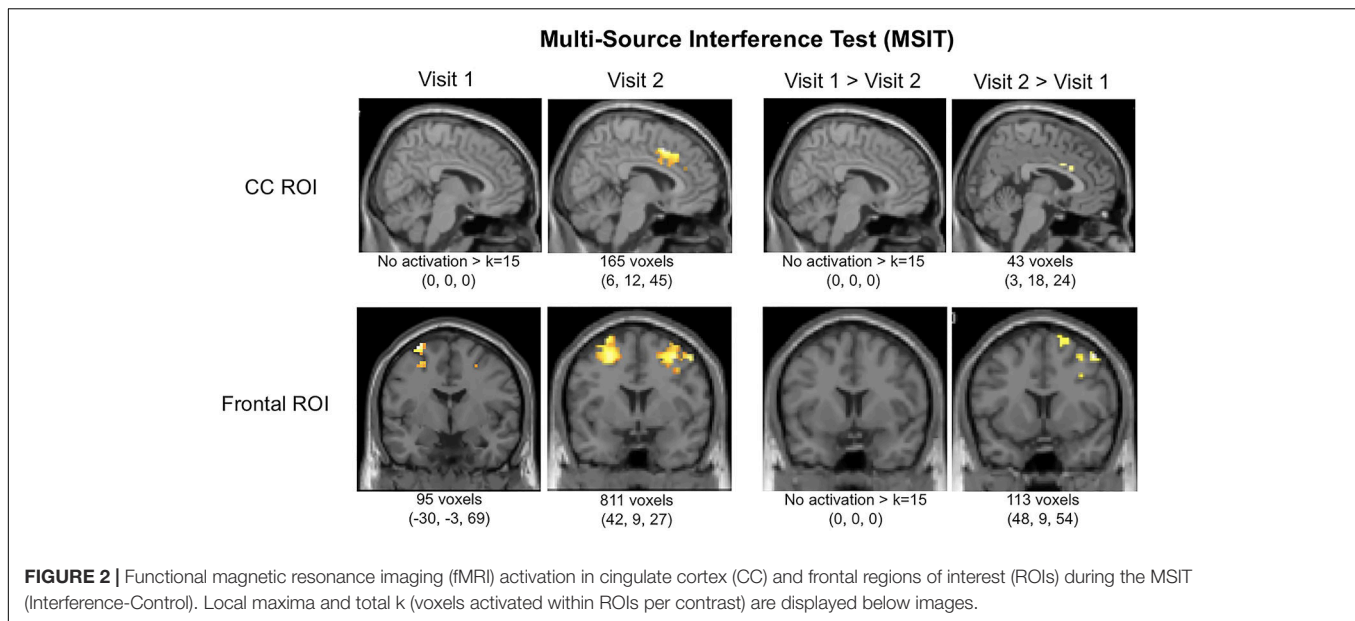 Multi-Source Interference Test (MSIT)
Visit 1
Visit 2
Visit 1 > Visit 2
Visit 2 > Visit 1
CC ROI
No activation > k=15
(0, 0, 0)
165 voxels
(6, 12, 45)
No activation > k=15
(0, 0, 0)
43 voxels
(3, 18, 24)
Frontal ROI
95 voxels
(-30, -3, 69)
811 voxels
(42, 9, 27)
No activation > k=15
(0, 0, 0)
113 voxels
(48, 9, 54)
FIGURE 2 | Functional magnetic resonance imaging (fMRI) activation in cingulate cortex (CC) and frontal regions of interest (ROIs) during the MSIT
(Interference-Control). Local maxima and total k (voxels activated within ROIs per contrast) are displayed below images.